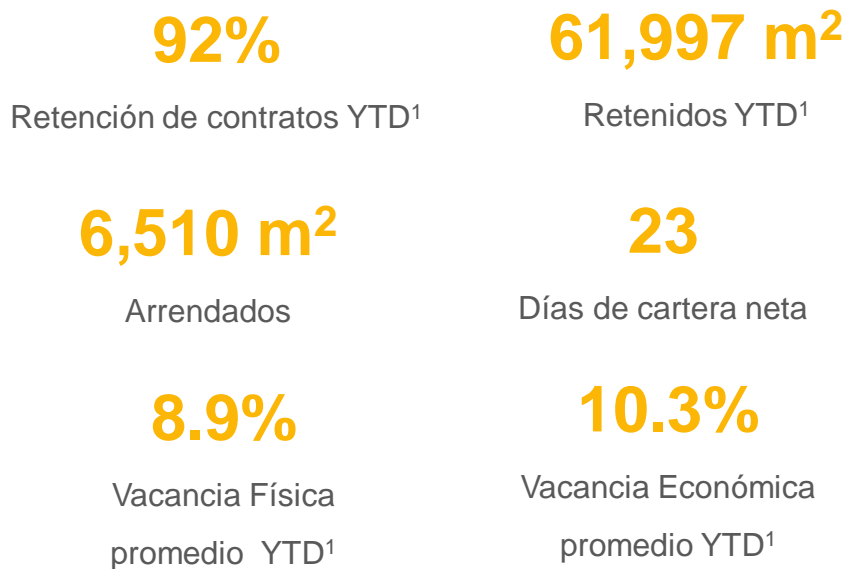 92%
Retención de contratos YTD¹
61,997 m²
Retenidos YTD¹
6,510 m²
Arrendados
23
Días de cartera neta
8.9%
Vacancia Física
promedio YTD¹
10.3%
Vacancia Económica
promedio YTD¹